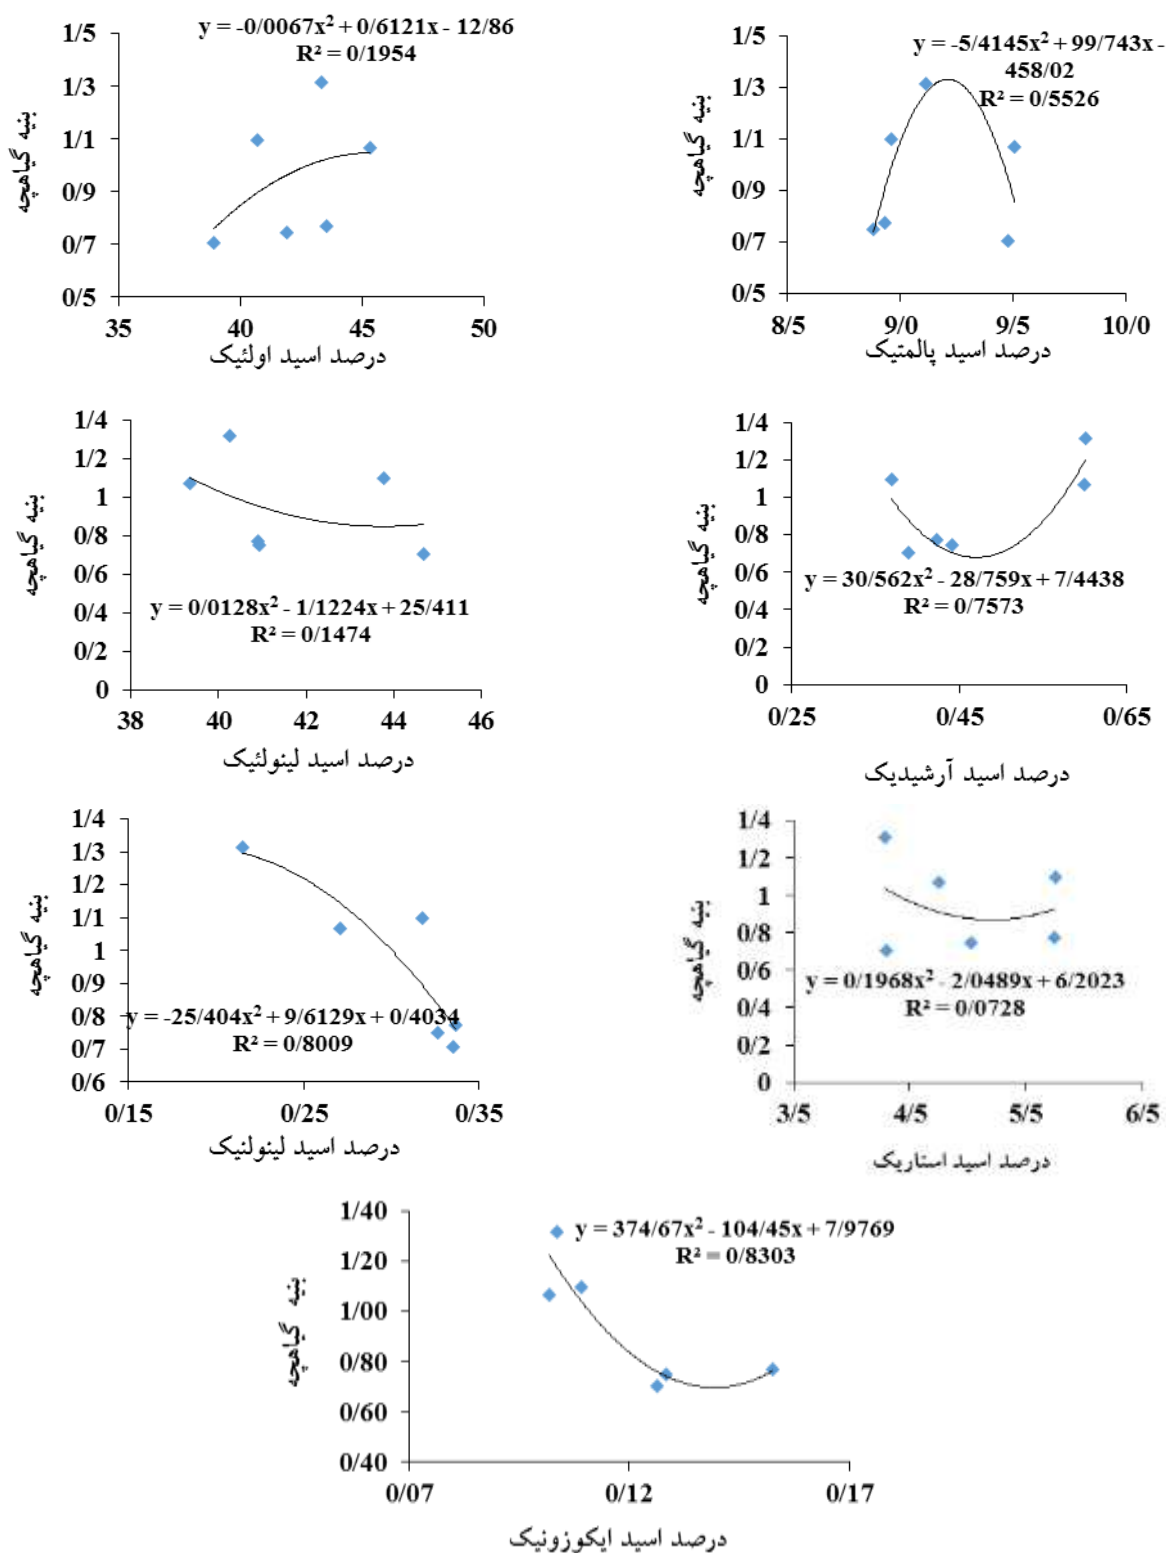 y = -0/0067x² + 0/6121x - 12/86
R² = 0/1954
1/5
1/3
1/1
0/9
0/7
0/5
بنیه گیاهچه
35 40 45 50
درصد اسید اولئیک
y = -5/4145x² + 99/743x -
458/02
R² = 0/5526
1/5
1/3
1/1
0/9
0/7
0/5
بنیه گیاهچه
8/5 9/0 9/5 10/0
درصد اسید پالمتیک
1/4
1/2
1
0/8
0/6
0/4
0/2
0
بنیه گیاهچه
y = 0/0128x² - 1/1224x + 25/411
R² = 0/1474
38 40 42 44 46
درصد اسید لینولئیک
1/4
1/2
1
0/8
0/6
0/4
0/2
0
بنیه گیاهچه
y = 30/562x² - 28/759x + 7/4438
R² = 0/7573
0/25 0/45 0/65
درصد اسید آرشیدیک
1/4
1/3
1/2
1/1
1
0/9
0/8
0/7
0/6
بنیه گیاهچه
y = -25/404x² + 9/6129x + 0/4034
R² = 0/8009
0/15 0/25 0/35
درصد اسید لینولنیک
1/4
1/2
1
0/8
0/6
0/4
0/2
0
بنیه گیاهچه
y = 0/1968x² - 2/0489x + 6/2023
R² = 0/0728
3/5 4/5 5/5 6/5
درصد اسید استاریک
1/40
1/20
1/00
0/80
0/60
0/40
بنیه گیاهچه
y = 374/67x² - 104/45x + 7/9769
R² = 0/8303
0/07 0/12 0/17
درصد اسید ایکوزونیک